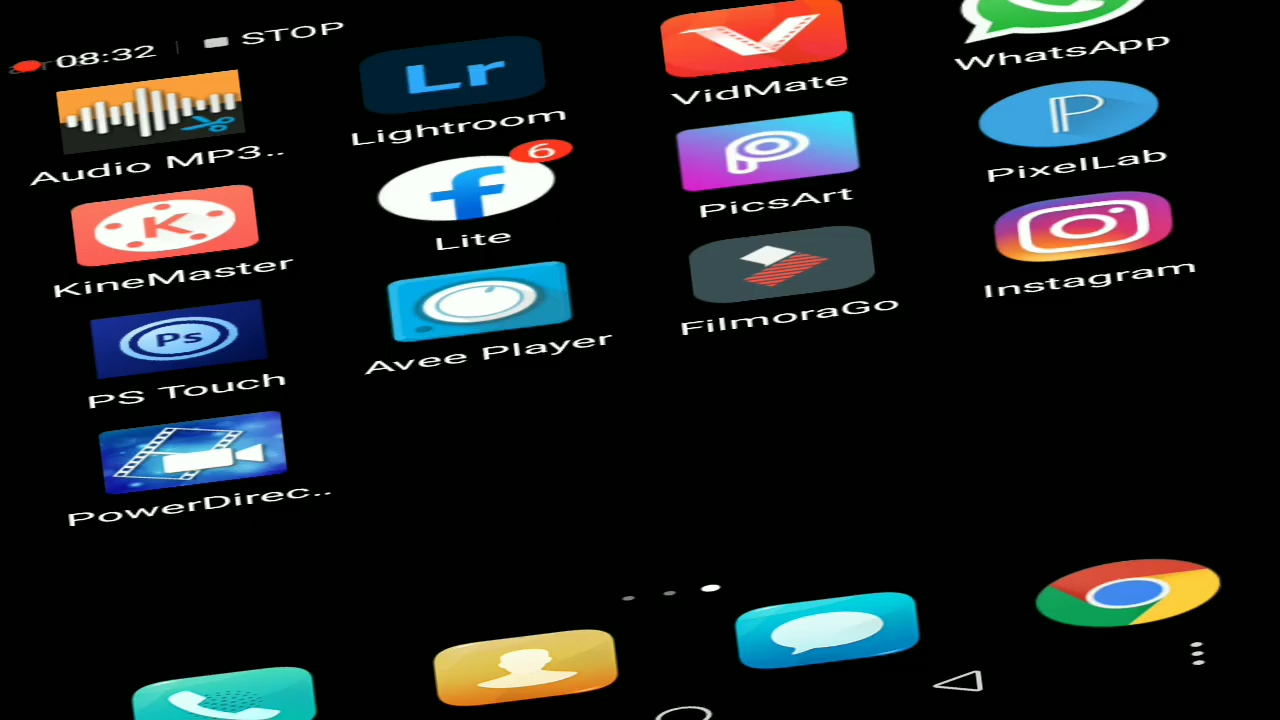 08:32 STOP
Lr
Lightroom
VidMate
WhatsApp
Audio MP3..
6
Lite
PicsArt
P
PixelLab
K
KineMaster
Ps
PS Touch
Avee Player
FilmoraGo
Instagram
PowerDirec..